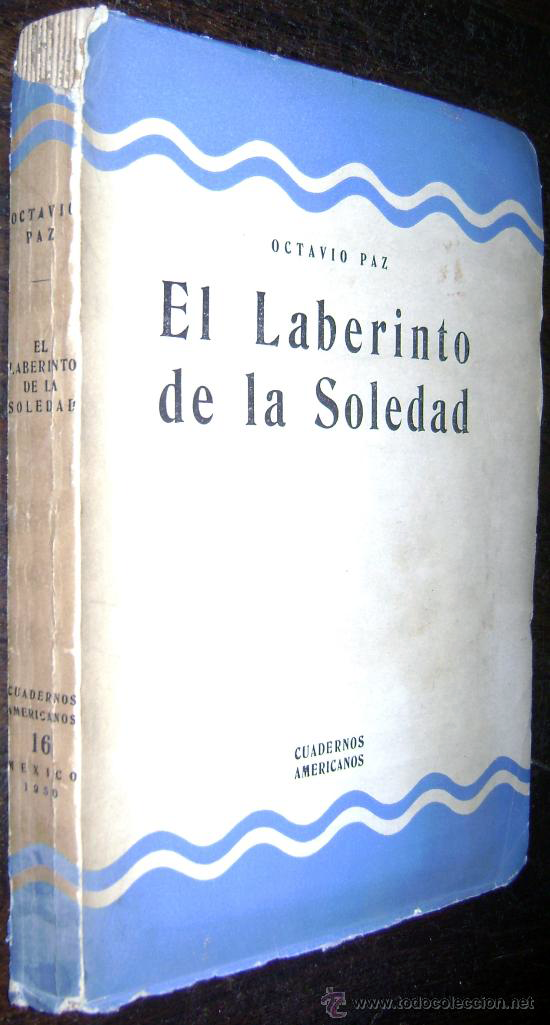 OCTAVIO
PAZ
EL
LABERINTO
DE LA
SOLEDAD
CUADERNOS
AMERICANOS
16
MEXICO
1950
OCTAVIO PAZ
El Laberinto
de la Soledad
CUADERNOS
AMERICANOS
www.todocoleccion.net